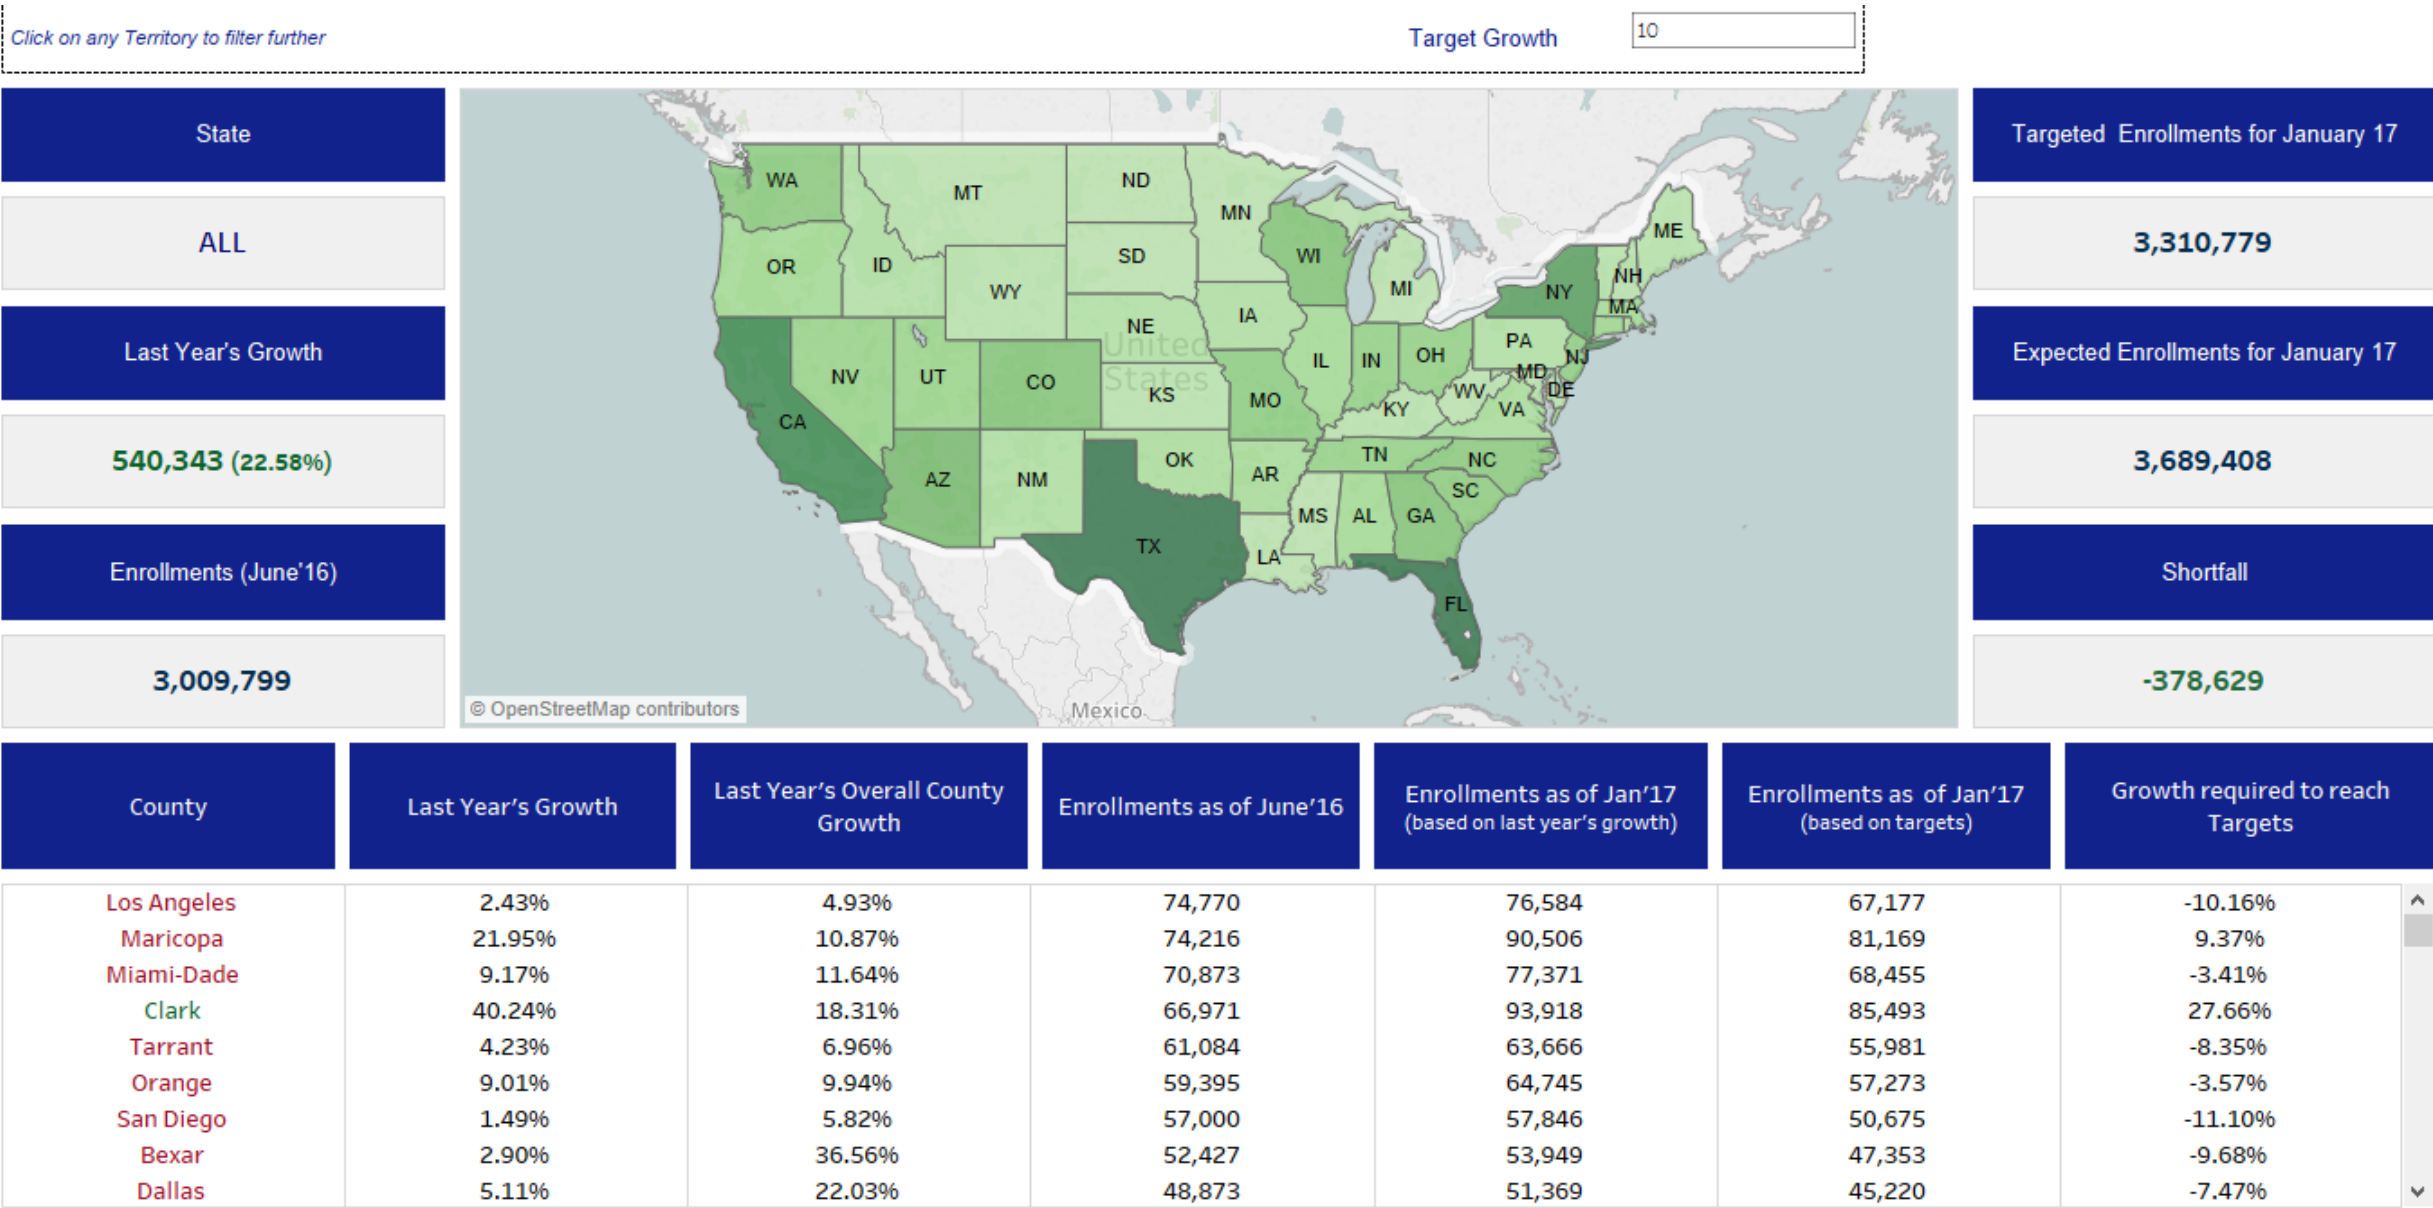 Click on any Territory to filter further
Target Growth
10
State
ALL
Last Year's Growth
540,343 (22.58%)
Enrollments (June'16)
3,009,799
WA
MT
ND
MN
ME
OR
ID
SD
WI
NH
WY
MI
NY
MA
IA
NE
United
States
PA
NJ
NV
UT
CO
KS
IL
IN
OH
MD
DE
WV
VA
KY
MO
CA
TN
NC
OK
AR
AZ
NM
SC
MS
AL
GA
TX
LA
FL
© OpenStreetMap contributors
Mexico
Targeted Enrollments for January 17
3,310,779
Expected Enrollments for January 17
3,689,408
Shortfall
-378,629
County
Last Year's Growth
Last Year's Overall County
Growth
Enrollments as of June'16
Enrollments as of Jan'17
(based on last year's growth)
Enrollments as of Jan'17
(based on targets)
Growth required to reach
Targets
Los Angeles 2.43% 4.93% 74,770 76,584 67,177 -10.16%
Maricopa 21.95% 10.87% 74,216 90,506 81,169 9.37%
Miami-Dade 9.17% 11.64% 70,873 77,371 68,455 -3.41%
Clark 40.24% 18.31% 66,971 93,918 85,493 27.66%
Tarrant 4.23% 6.96% 61,084 63,666 55,981 -8.35%
Orange 9.01% 9.94% 59,395 64,745 57,273 -3.57%
San Diego 1.49% 5.82% 57,000 57,846 50,675 -11.10%
Bexar 2.90% 36.56% 52,427 53,949 47,353 -9.68%
Dallas 5.11% 22.03% 48,873 51,369 45,220 -7.47%